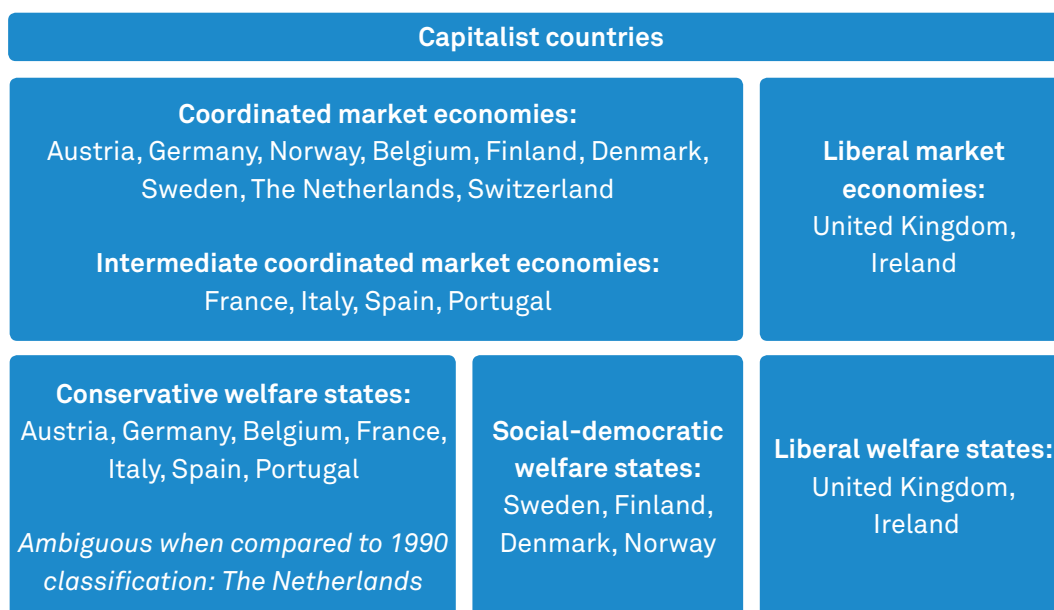 Capitalist countries
Coordinated market economies:
Austria, Germany, Norway, Belgium, Finland, Denmark,
Sweden, The Netherlands, Switzerland
Intermediate coordinated market economies:
France, Italy, Spain, Portugal
Liberal market
economies:
United Kingdom,
Ireland
Conservative welfare states:
Austria, Germany, Belgium, France,
Italy, Spain, Portugal
Ambiguous when compared to 1990
classification: The Netherlands
Social-democratic
welfare states:
Sweden, Finland,
Denmark, Norway
Liberal welfare states:
United Kingdom,
Ireland